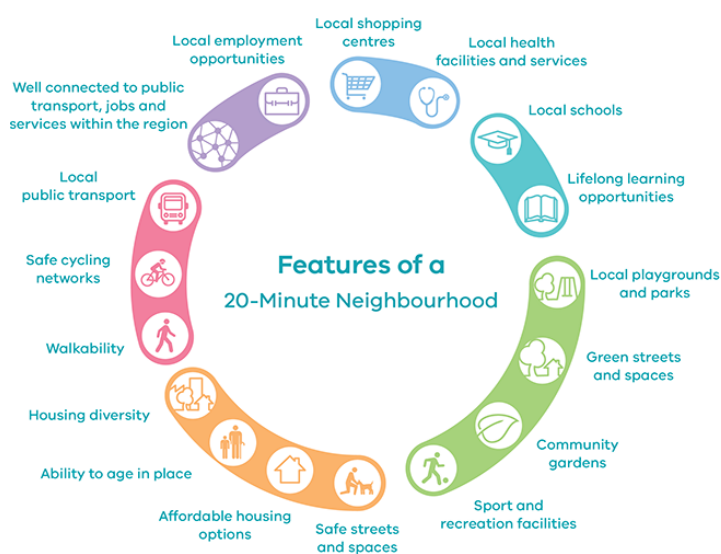 Features of a
20-Minute Neighbourhood
Local shopping
centres
Local health
facilities and services
Local schools
Lifelong learning
opportunities
Local playgrounds
and parks
Green streets
and spaces
Community
gardens
Sport and
recreation facilities
Safe streets
and spaces
Affordable housing
options
Ability to age in place
Housing diversity
Walkability
Safe cycling
networks
Local
public transport
Well connected to public
transport, jobs and
services within the region
Local employment
opportunities